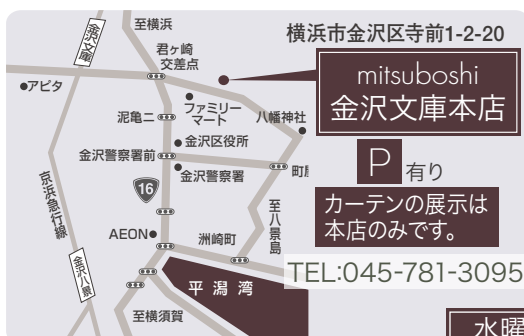 至横浜
横浜市金沢区寺前1-2-20
金沢文庫
君ヶ崎
交差点
mitsuboshi
金沢文庫本店
アピタ
ファミリー
マート
八幡神社
泥亀二
金沢区役所
金沢警察署前
P有り
町屋
金沢警察署
16
京浜急行線
カーテンの展示は
本店のみです。
至八景島
AEON
洲崎町
金沢八景
TEL:045-781-3095
平潟湾
至横須賀
水曜